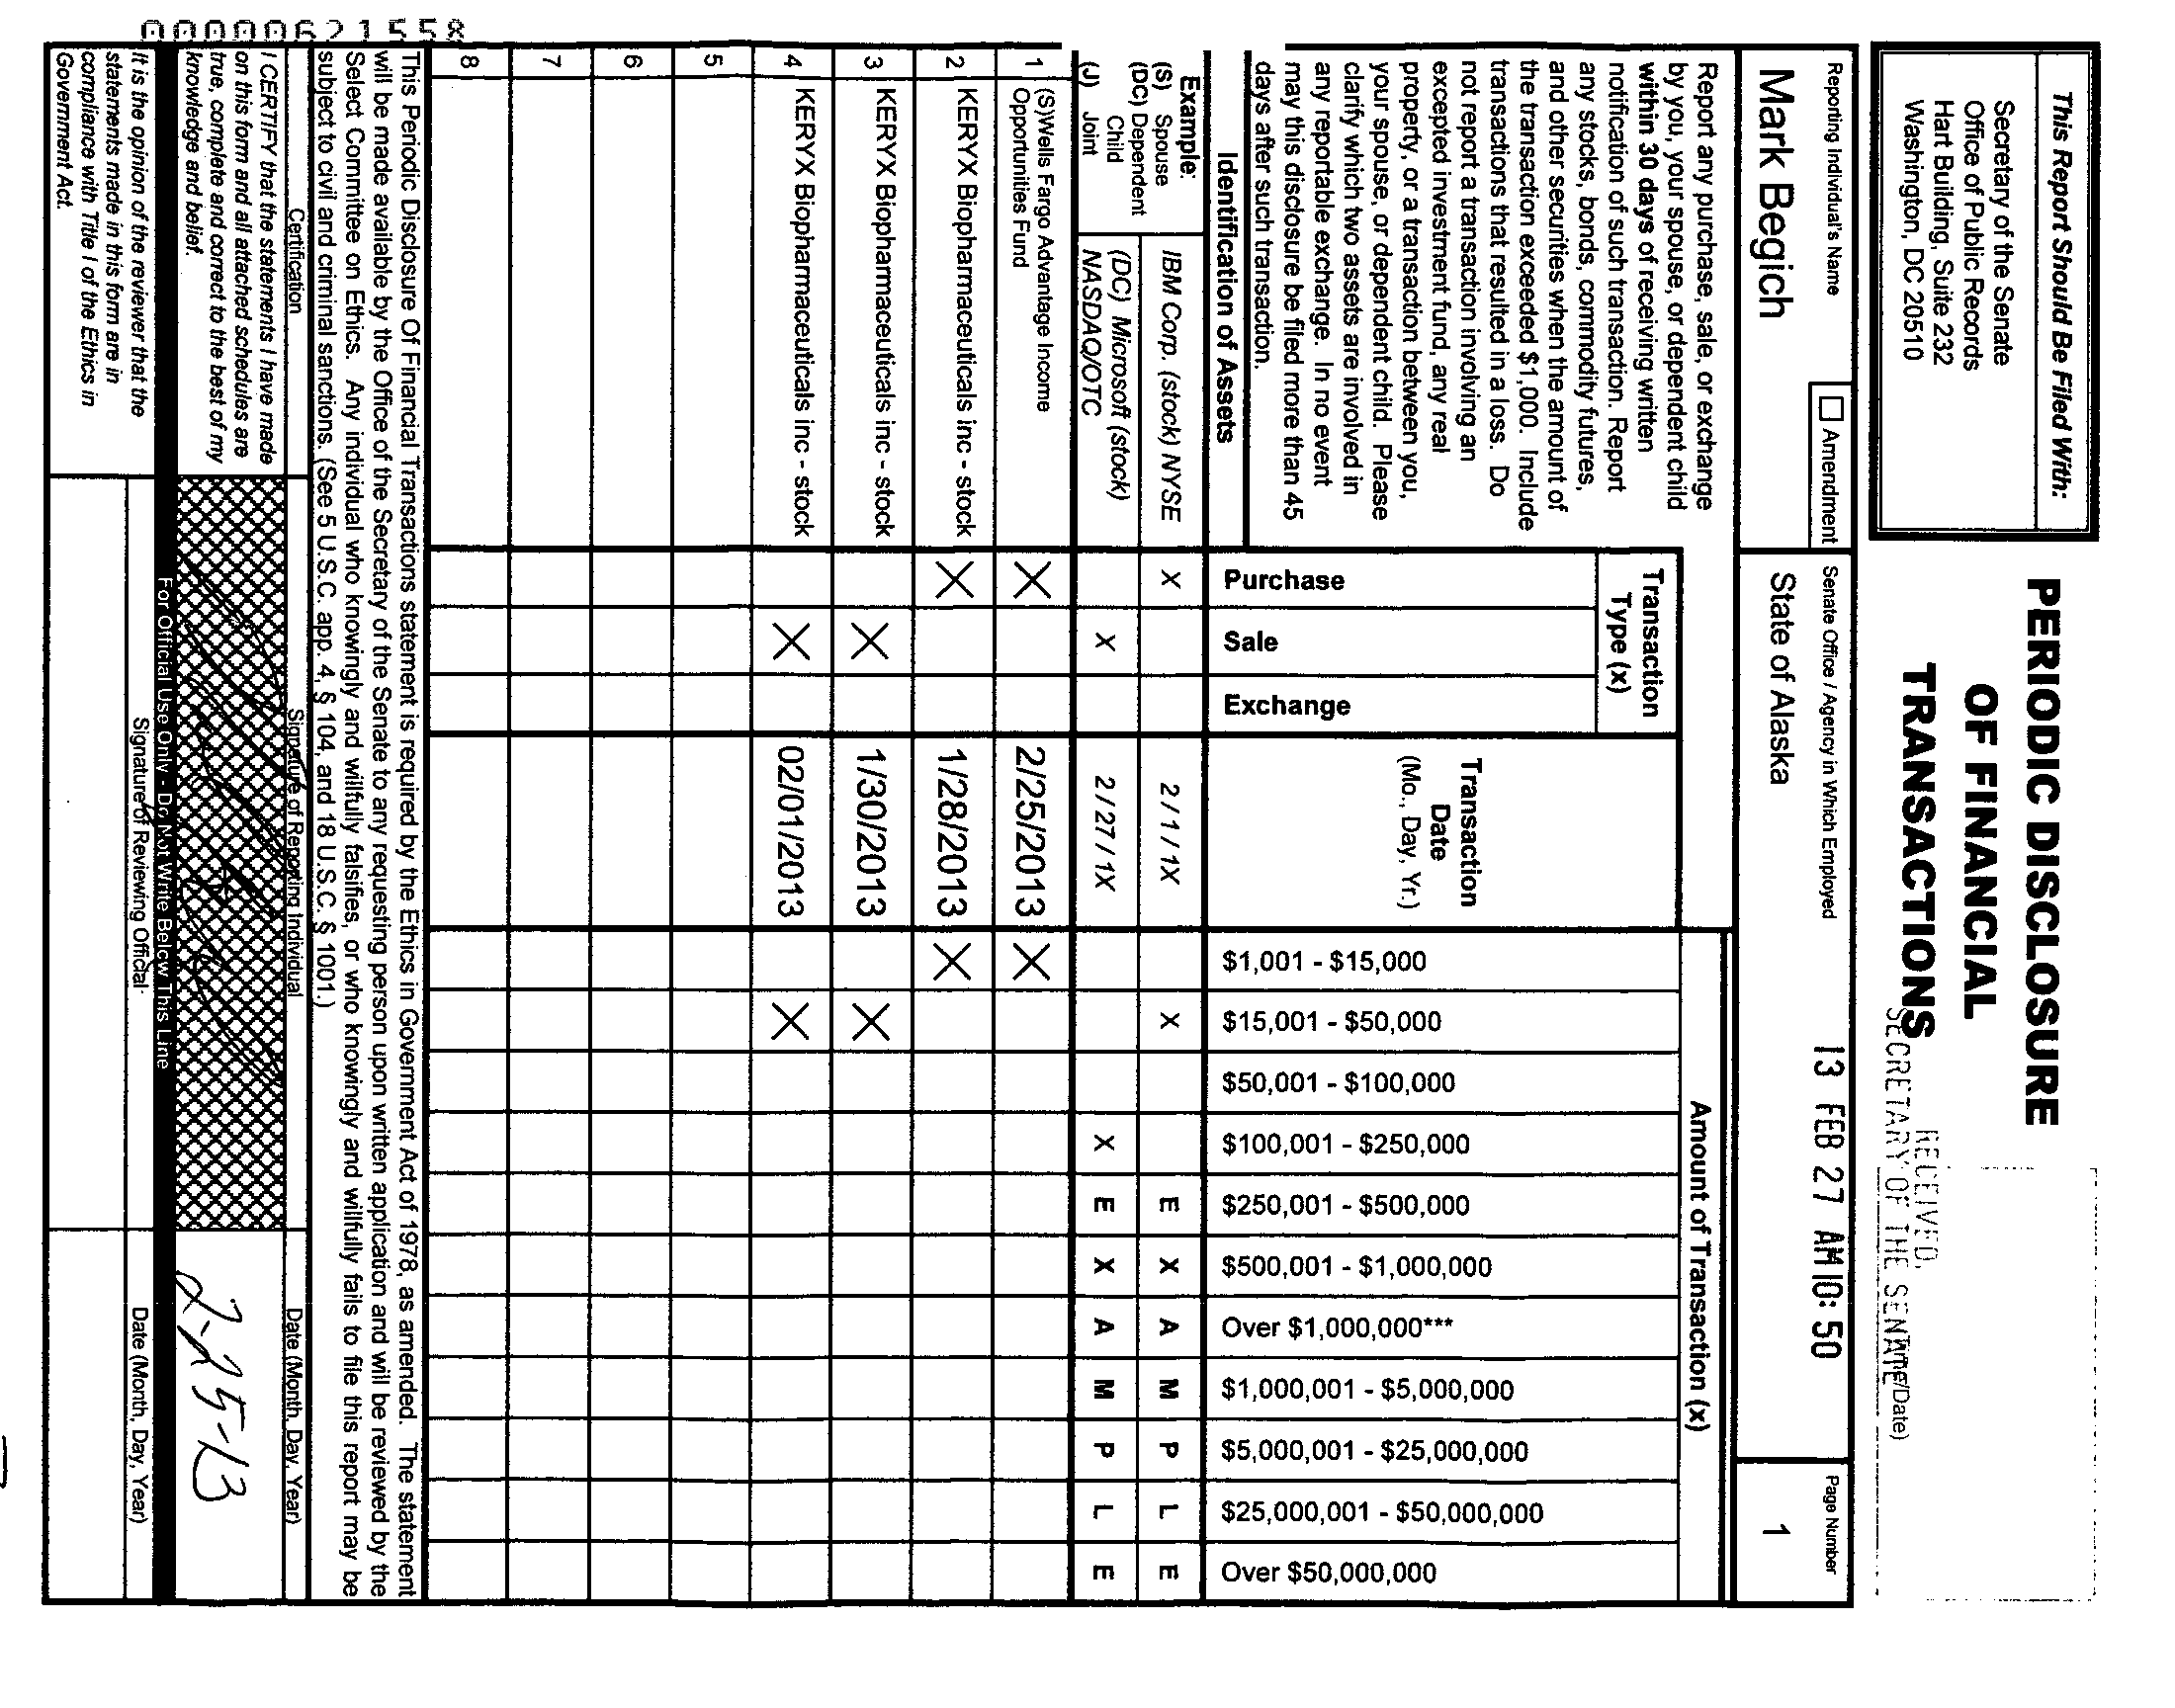 This Report Should Be Filed With:
Secretary of the Senate
Office of Public Records
Hart Building, Suite 232
Washington, DC 20510
PERIODIC DISCLOSURE
OF FINANCIAL
TRANSACTIONS
RECEIVED
SECRETARY OF THE SENATE
13 FEB 27 AM 10: 50
Reporting Individual's Name
Mark Begich
Amendment
Senate Office / Agency in Which Employed
State of Alaska
Page Number
1
Report any purchase, sale, or exchange
by you, your spouse, or dependent child
within 30 days of receiving written
notification of such transaction. Report
any stocks, bonds, commodity futures,
and other securities when the amount of
the transaction exceeded $1,000. Include
transactions that resulted in a loss. Do
not report a transaction involving an
excepted investment fund, any real
property, or a transaction between you,
your spouse, or dependent child. Please
clarify which two assets are involved in
any reportable exchange. In no event
may this disclosure be filed more than 45
days after such transaction.
Identification of Assets
Transaction
Type (x)
Purchase
Sale
Exchange
Transaction
Date
(Mo., Day, Yr.)
Amount of Transaction (x)
$1,001 - $15,000
$15,001 - $50,000
$50,001 - $100,000
$100,001 - $250,000
$250,001 - $500,000
$500,001 - $1,000,000
Over $1,000,000***
$1,000,001 - $5,000,000
$5,000,001 - $25,000,000
$25,000,001 - $50,000,000
Over $50,000,000
Example:
(S) Spouse
(DC) Dependent
Child
(J) Joint
IBM Corp. (stock) NYSE X 2 / 1 / 1X X E X A M P L E
(DC) Microsoft (stock)
NASDAQ/OTC X 2 / 27 / 1X X E X A M P L E
1 (S)Wells Fargo Advantage Income
Opportunities Fund X 2/25/2013 X
2 KERYX Biopharmaceuticals inc - stock X 1/28/2013 X
3 KERYX Biopharmaceuticals inc - stock X 1/30/2013 X
4 KERYX Biopharmaceuticals inc - stock X 02/01/2013 X
5
6
7
8
This Periodic Disclosure Of Financial Transactions statement is required by the Ethics in Government Act of 1978, as amended. The statement
will be made available by the Office of the Secretary of the Senate to any requesting person upon written application and will be reviewed by the
Select Committee on Ethics. Any individual who knowingly and willfully falsifies, or who knowingly and willfully fails to file this report may be
subject to civil and criminal sanctions. (See 5 U.S.C. app. 4, § 104, and 18 U.S.C. § 1001.)
Certification
Signature of Reporting Individual
Date (Month, Day, Year)
I CERTIFY that the statements I have made
on this form and all attached schedules are
true, complete and correct to the best of my
knowledge and belief.
2-25-13
For Official Use Only - Do Not Write Below This Line
It is the opinion of the reviewer that the
statements made in this form are in
compliance with Title I of the Ethics in
Government Act.
Signature of Reviewing Official
Date (Month, Day, Year)
00000621558